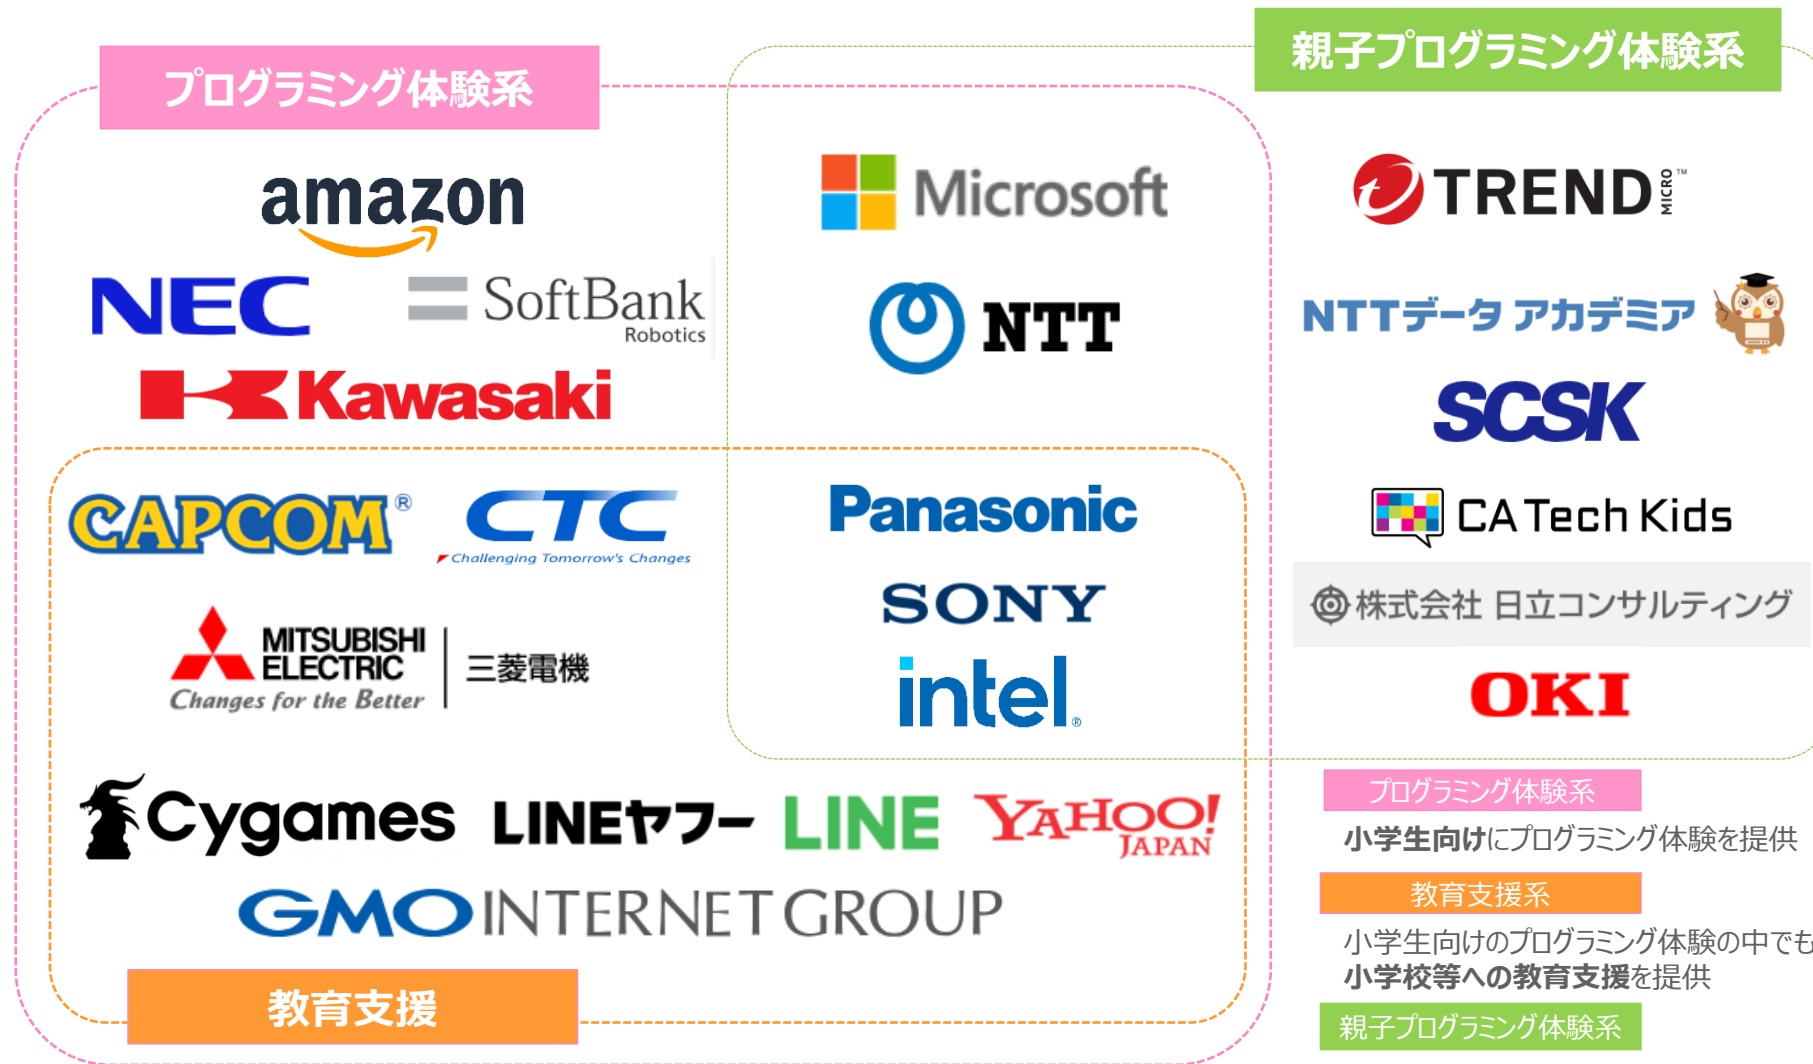 プログラミング体験系
親子プログラミング体験系
amazon
Microsoft
TREND MICRO™
NEC
SoftBank
Robotics
NTT
NTTデータ アカデミア
Kawasaki
SCSK
CAPCOM®
CTC
Challenging Tomorrow's Changes
Panasonic
CA Tech Kids
SONY
株式会社 日立コンサルティング
MITSUBISHI
ELECTRIC
Changes for the Better
三菱電機
intel®
OKI
Cygames
LINEヤフー
LINE
YAHOO!
JAPAN
GMO INTERNET GROUP
教育支援
プログラミング体験系
小学生向けにプログラミング体験を提供
教育支援系
小学生向けのプログラミング体験の中でも
小学校等への教育支援を提供
親子プログラミング体験系